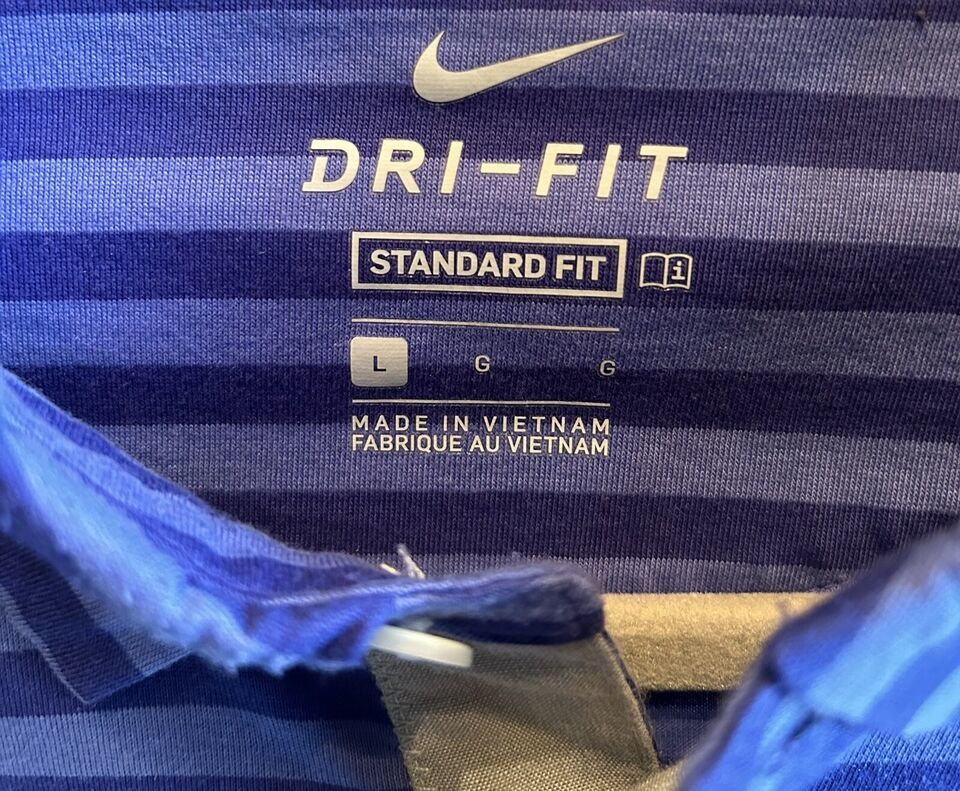 DRI-FIT
STANDARD FIT
L G G
MADE IN VIETNAM
FABRIQUE AU VIETNAM